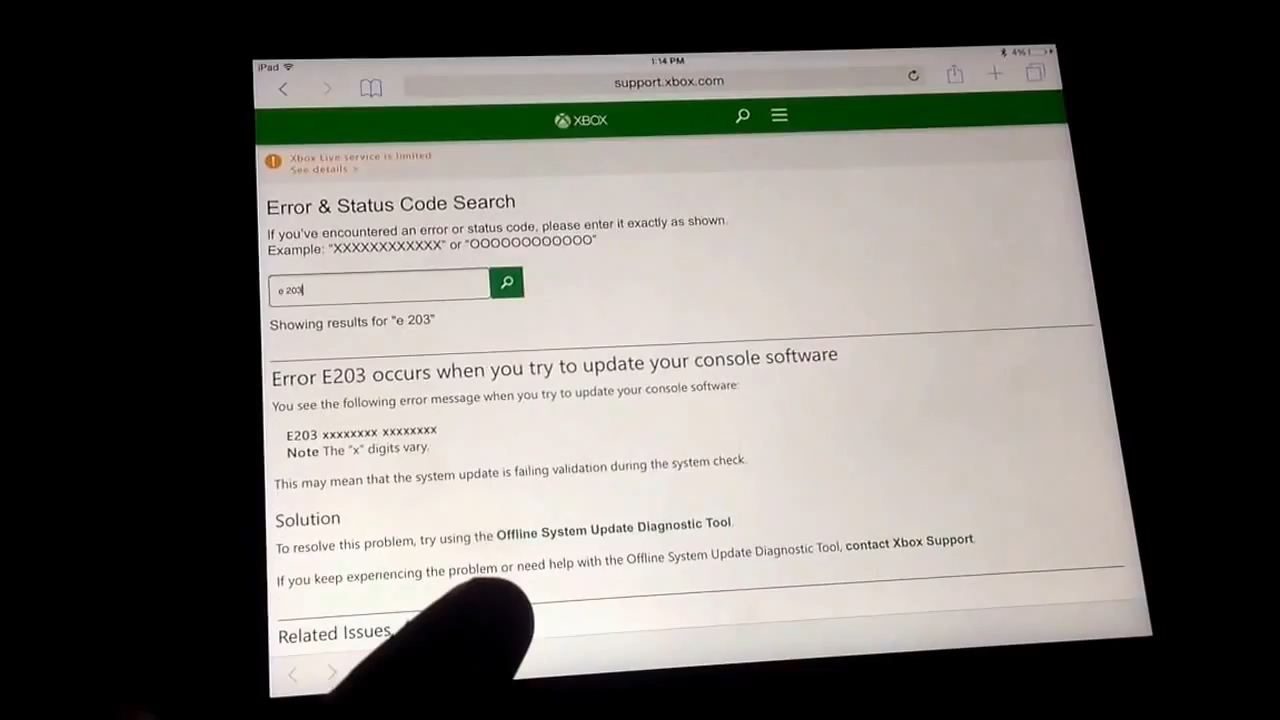 iPad
1:14 PM
4%
support.xbox.com
XBOX
Xbox Live service is limited
See details >
Error & Status Code Search
If you've encountered an error or status code, please enter it exactly as shown.
Example: "XXXXXXXXXXXX" or "OOOOOOOOOOOO"
e 203
Showing results for "e 203"
Error E203 occurs when you try to update your console software
You see the following error message when you try to update your console software:
E203 xxxxxxxx xxxxxxxx
Note The "x" digits vary.
This may mean that the system update is failing validation during the system check.
Solution
To resolve this problem, try using the Offline System Update Diagnostic Tool.
If you keep experiencing the problem or need help with the Offline System Update Diagnostic Tool, contact Xbox Support.
Related Issues